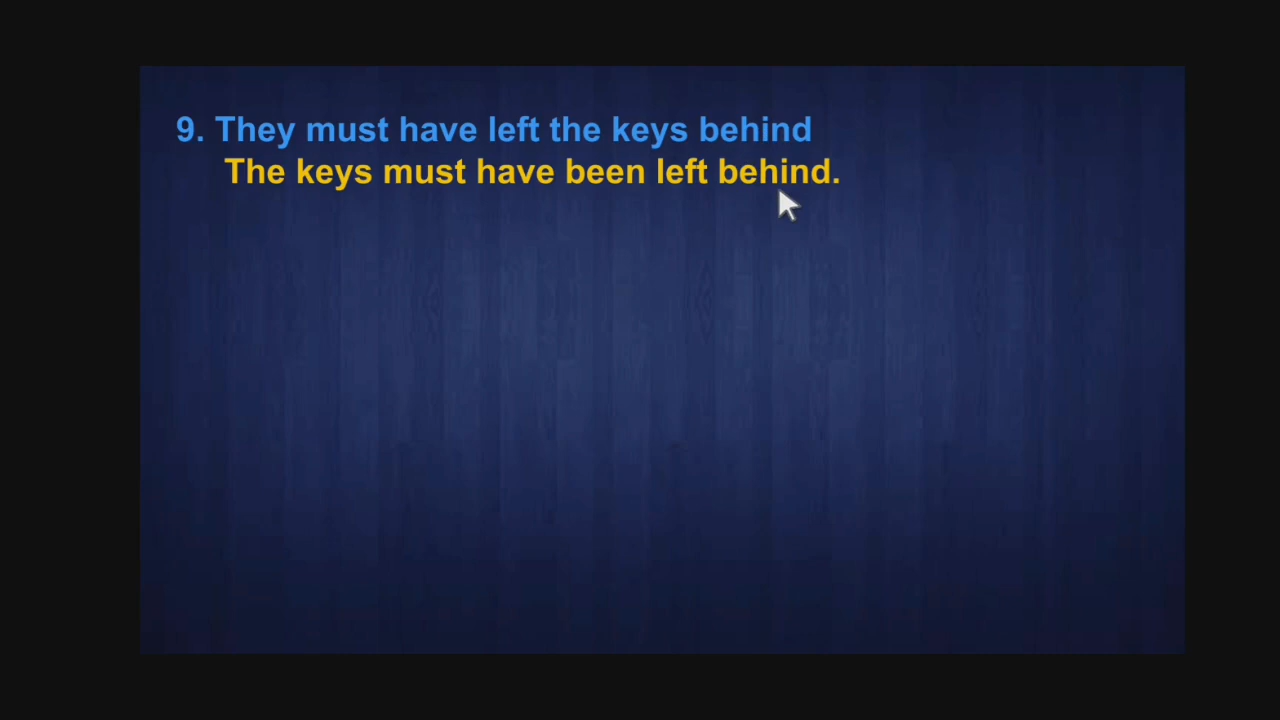 9. They must have left the keys behind
The keys must have been left behind.